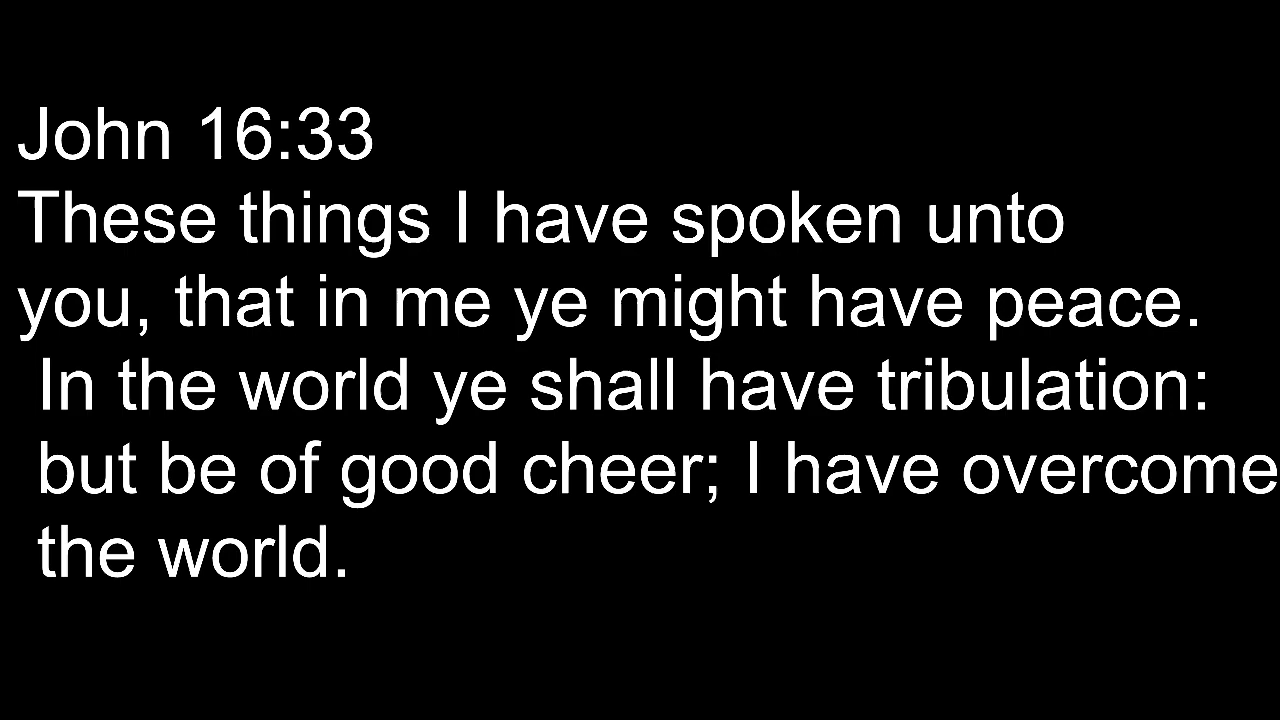 John 16:33
These things I have spoken unto
you, that in me ye might have peace.
In the world ye shall have tribulation:
but be of good cheer; I have overcome
the world.